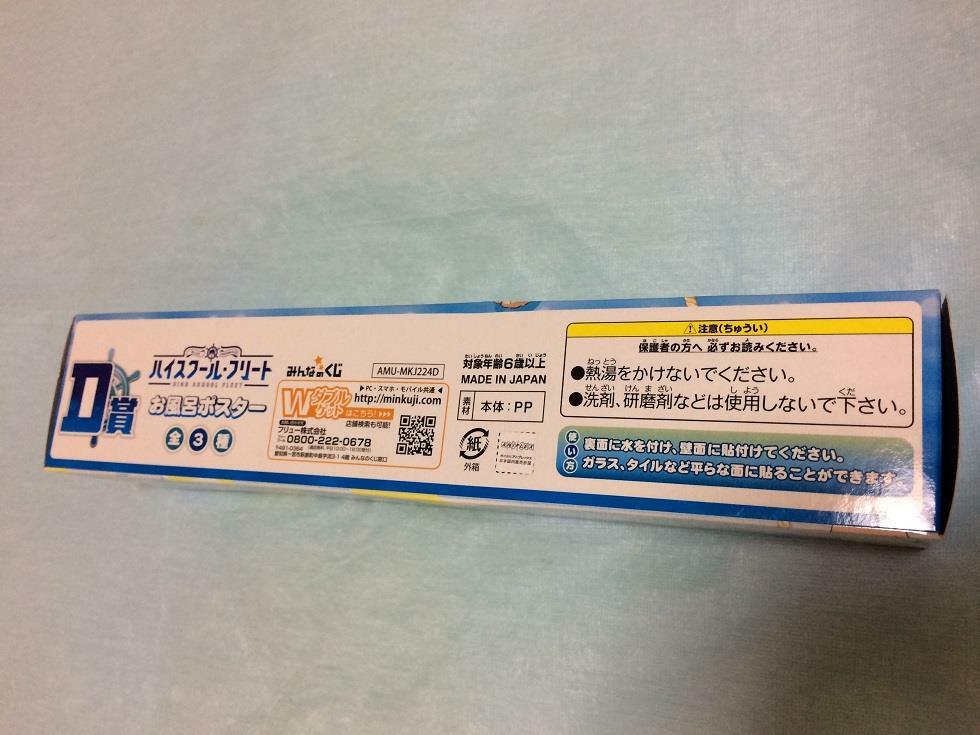 D賞
ハイスクール・フリート
HIGH SCHOOL FLEET
お風呂ポスター
全3種
みんなのくじ
AMU-MKJ224D
Wダブルゲット
はこちら!
PC・スマホ・モバイル共通
http://minkuji.com
店舗検索も可能!
フリュー株式会社
0800-222-0678
対象年齢6歳以上
MADE IN JAPAN
素材 本体:PP
紙
外箱
注意(ちゅうい)
保護者の方へ 必ずお読みください。
●熱湯をかけないでください。
●洗剤、研磨剤などは使用しないで下さい。
使い方
裏面に水を付け、壁面に貼付けてください。
ガラス、タイルなど平らな面に貼ることができます。